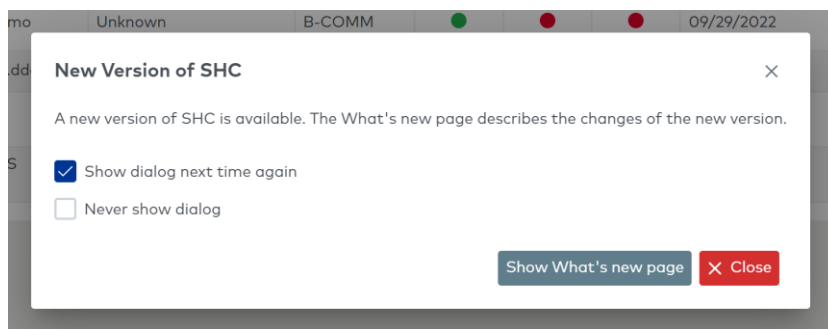 mo Unknown B-COMM 09/29/2022
.dd
New Version of SHC
A new version of SHC is available. The What's new page describes the changes of the new version.
S
Show dialog next time again
Never show dialog
Show What's new page Close